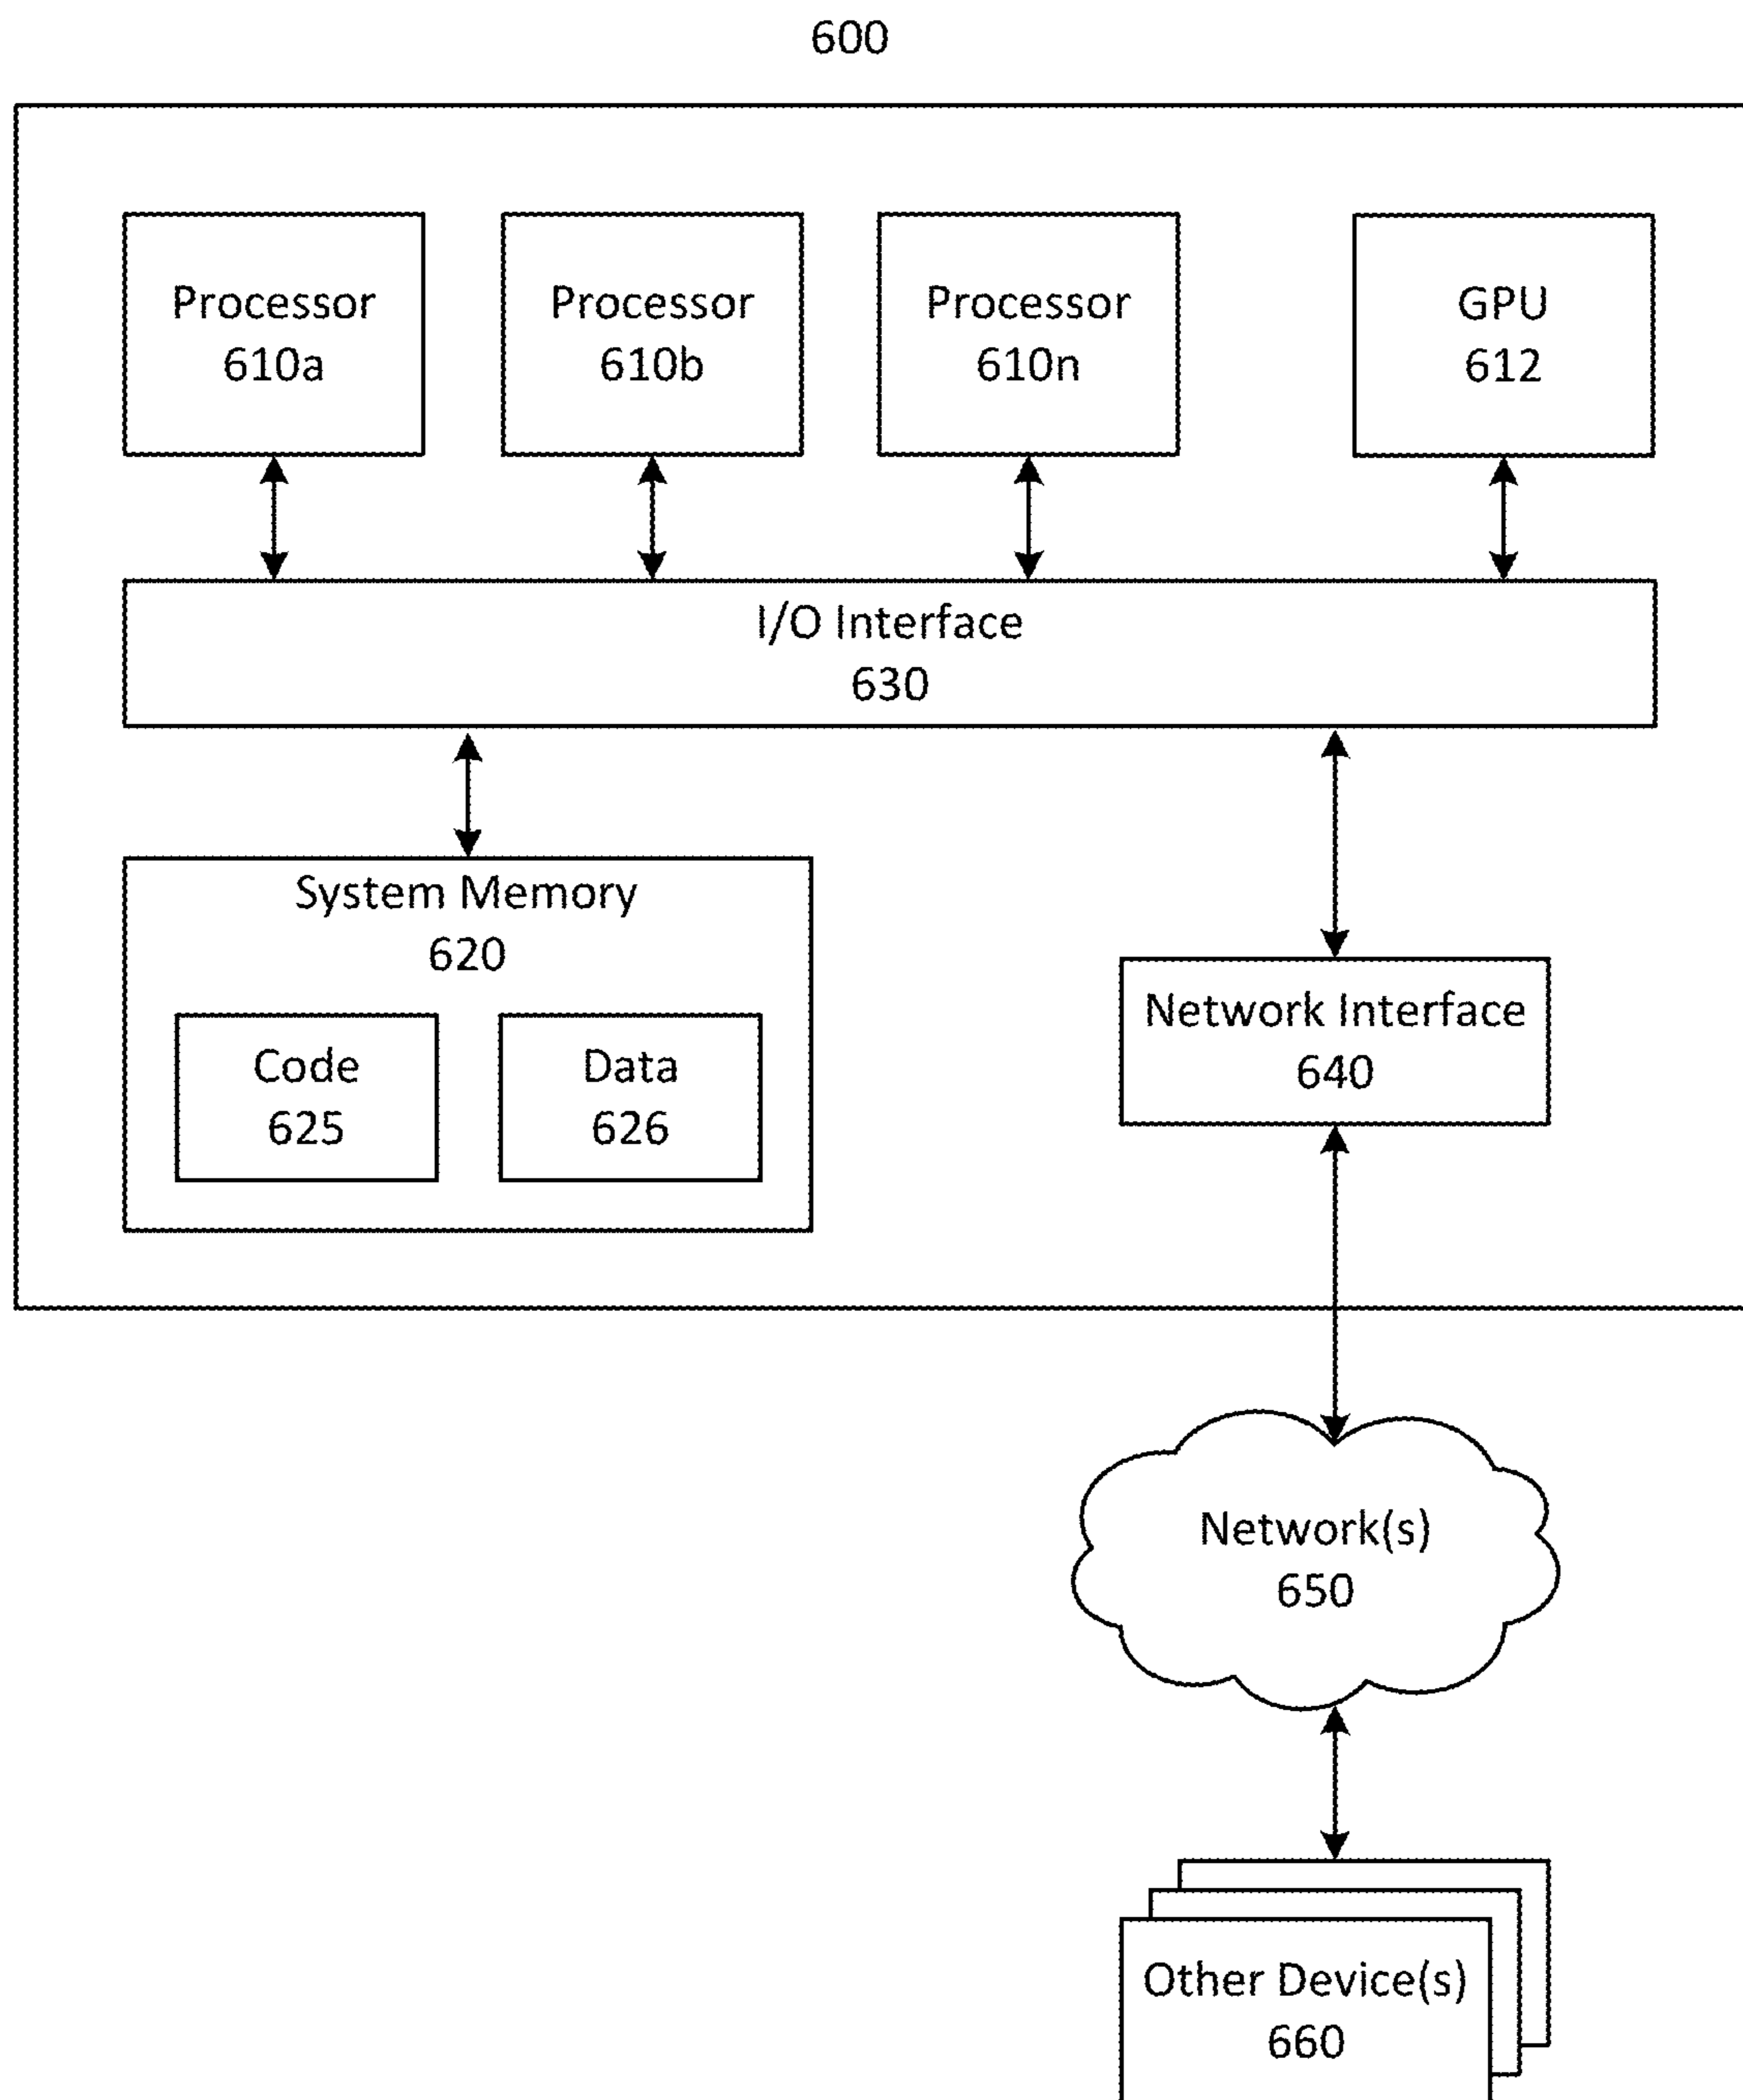 600
Processor
610a
Processor
610b
Processor
610n
GPU
612
I/O Interface
630
System Memory
620
Code
625
Data
626
Network Interface
640
Network(s)
650
Other Device(s)
660